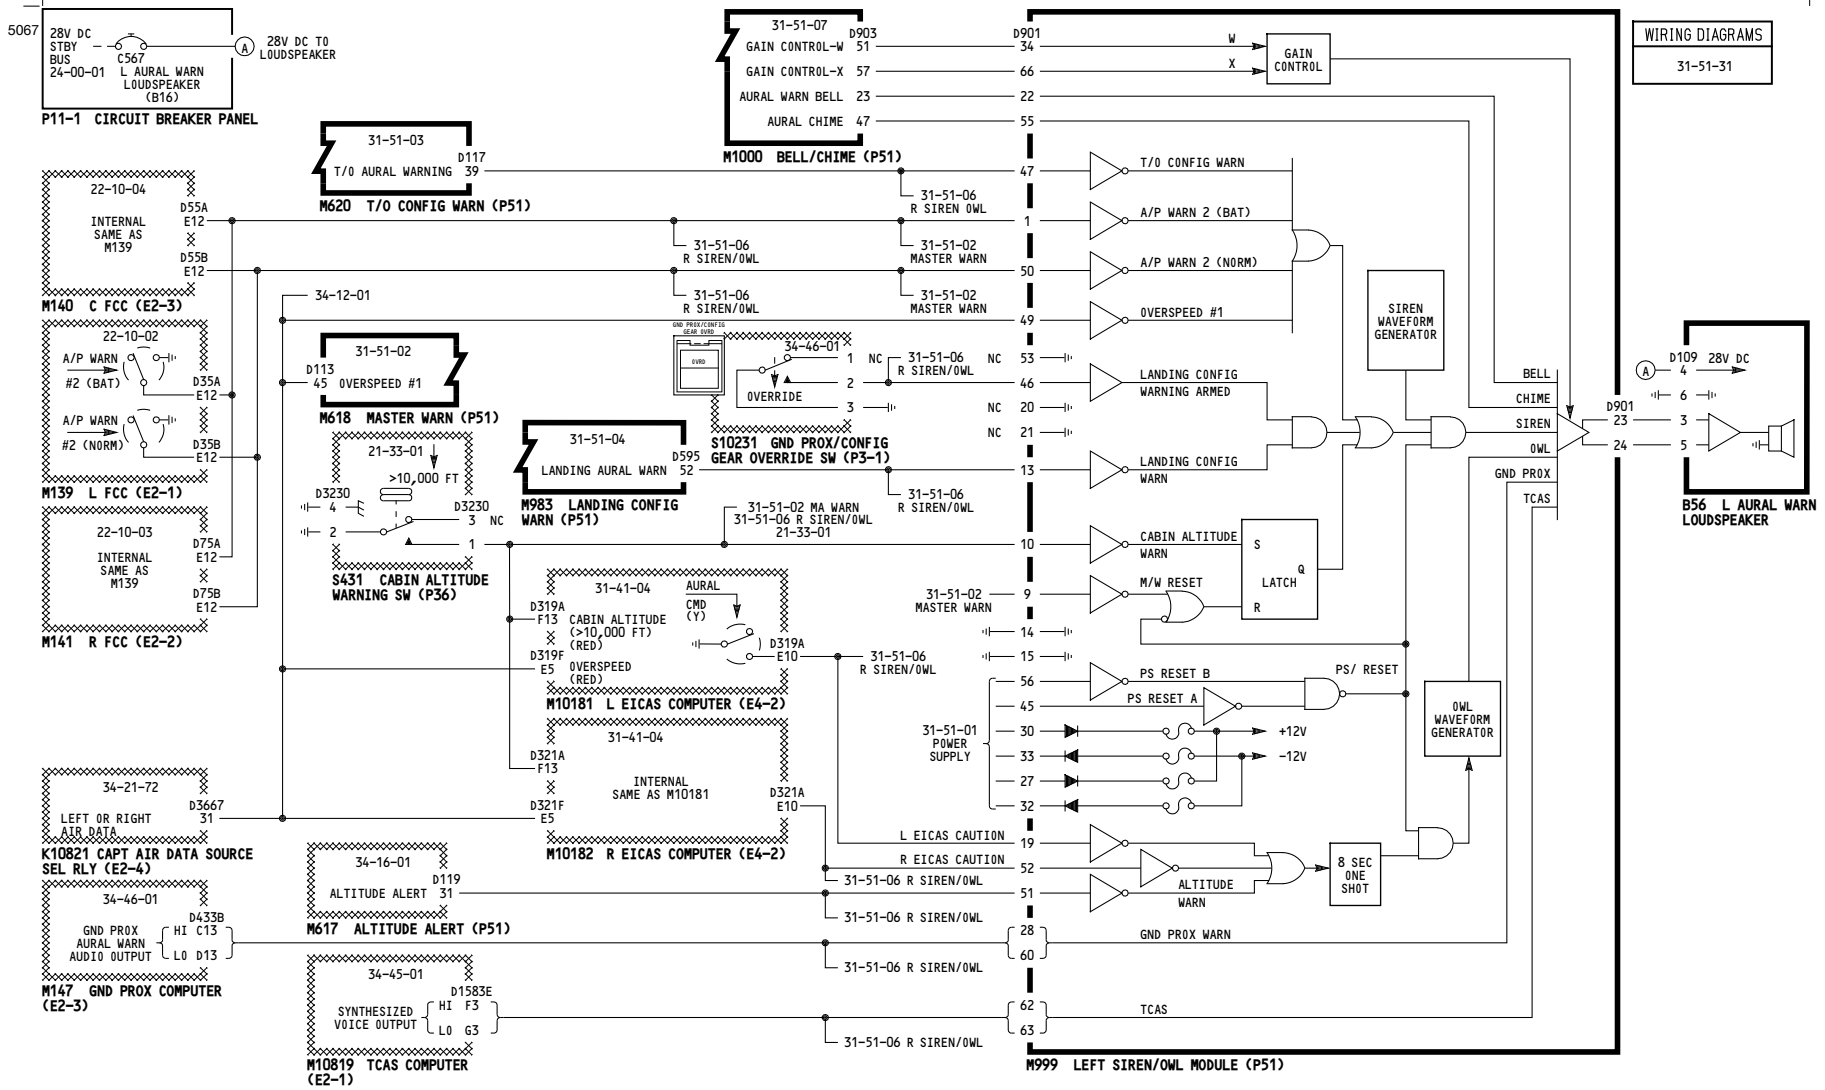 5067
28V DC
STBY
BUS
24-00-01
C567
L AURAL WARN
LOUDSPEAKER
(B16)
A
28V DC TO
LOUDSPEAKER
P11-1 CIRCUIT BREAKER PANEL
31-51-03
T/O AURAL WARNING
D117
39
M620 T/O CONFIG WARN (P51)
31-51-07
GAIN CONTROL-W
GAIN CONTROL-X
AURAL WARN BELL
AURAL CHIME
D903
51
57
23
47
M1000 BELL/CHIME (P51)
WIRING DIAGRAMS
31-51-31
22-10-04
INTERNAL
SAME AS
M139
D55A
E12
D55B
E12
M140 C FCC (E2-3)
22-10-02
A/P WARN
#2 (BAT)
D35A
E12
A/P WARN
#2 (NORM)
D35B
E12
M139 L FCC (E2-1)
22-10-03
INTERNAL
SAME AS
M139
D75A
E12
D75B
E12
M141 R FCC (E2-2)
34-12-01
31-51-02
D113
45 OVERSPEED #1
M618 MASTER WARN (P51)
21-33-01
>10,000 FT
D3230
4
2
D3230
3 NC
1
S431 CABIN ALTITUDE
WARNING SW (P36)
31-51-04
LANDING AURAL WARN
D595
52
M983 LANDING CONFIG
WARN (P51)
GND PROX/CONFIG
GEAR OVRD
OVRD
34-46-01
OVERRIDE
1 NC
2
3
S10231 GND PROX/CONFIG
GEAR OVERRIDE SW (P3-1)
31-51-06
R SIREN OWL
31-51-06
R SIREN/OWL
31-51-02
MASTER WARN
31-51-06
R SIREN/OWL
31-51-02
MASTER WARN
31-51-06
R SIREN/OWL
31-51-06
R SIREN/OWL
31-51-02 MA WARN
31-51-06 R SIREN/OWL
21-33-01
31-41-04
AURAL
CMD
(Y)
D319A
F13
CABIN ALTITUDE
(>10,000 FT)
(RED)
D319F
E5
OVERSPEED
(RED)
D319A
E10
M10181 L EICAS COMPUTER (E4-2)
31-51-06
R SIREN/OWL
31-41-04
D321A
F13
INTERNAL
SAME AS M10181
D321F
E5
D321A
E10
M10182 R EICAS COMPUTER (E4-2)
34-21-72
LEFT OR RIGHT
AIR DATA
D3667
31
K10821 CAPT AIR DATA SOURCE
SEL RLY (E2-4)
34-16-01
ALTITUDE ALERT
D119
31
M617 ALTITUDE ALERT (P51)
34-46-01
GND PROX
AURAL WARN
AUDIO OUTPUT
D433B
HI C13
LO D13
M147 GND PROX COMPUTER
(E2-3)
34-45-01
SYNTHESIZED
VOICE OUTPUT
D1583E
HI F3
LO G3
M10819 TCAS COMPUTER
(E2-1)
31-51-02
MASTER WARN
31-51-01
POWER
SUPPLY
L EICAS CAUTION
R EICAS CAUTION
31-51-06 R SIREN/OWL
31-51-06 R SIREN/OWL
31-51-06 R SIREN/OWL
31-51-06 R SIREN/OWL
D901
34
66
22
55
47
1
50
49
NC 53
46
NC 20
NC 21
13
10
9
14
15
56
45
30
33
27
32
19
52
51
28
60
62
63
W
X
GAIN
CONTROL
T/O CONFIG WARN
A/P WARN 2 (BAT)
A/P WARN 2 (NORM)
OVERSPEED #1
SIREN
WAVEFORM
GENERATOR
LANDING CONFIG
WARNING ARMED
LANDING CONFIG
WARN
CABIN ALTITUDE
WARN
M/W RESET
S
Q
LATCH
R
PS RESET B
PS RESET A
PS/ RESET
+12V
-12V
OWL
WAVEFORM
GENERATOR
ALTITUDE
WARN
8 SEC
ONE
SHOT
GND PROX WARN
TCAS
BELL
CHIME
SIREN
OWL
GND PROX
TCAS
D901
23
24
M999 LEFT SIREN/OWL MODULE (P51)
A
D109
4
28V DC
6
3
5
B56 L AURAL WARN
LOUDSPEAKER